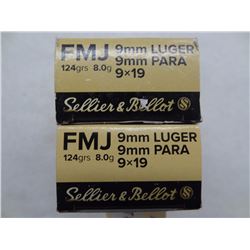 FMJ 9mm LUGER
9mm PARA
124grs 8.0g 9×19
Sellier & Bellot S
FMJ 9mm LUGER
9mm PARA
124grs 8.0g 9×19
Sellier & Bellot S